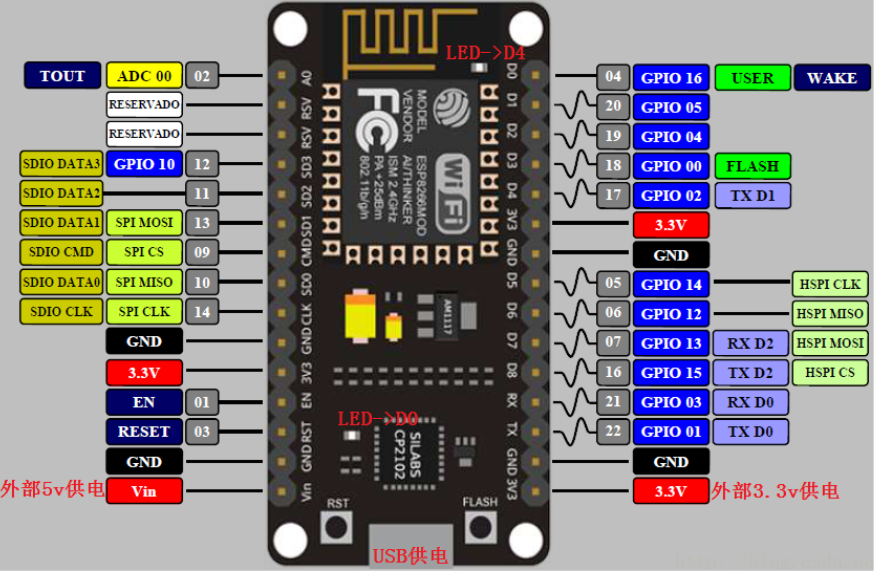 LED->D4
TOUT ADC 00 02 A0 D0 04 GPIO 16 USER WAKE
RESERVADO RSV D1 20 GPIO 05
RESERVADO RSV D2 19 GPIO 04
SDIO DATA3 GPIO 10 12 SD3 D3 18 GPIO 00 FLASH
SDIO DATA2 11 SD2 D4 17 GPIO 02 TX D1
SDIO DATA1 SPI MOSI 13 SD1 3V3 3.3V
SDIO CMD SPI CS 09 CMD GND GND
SDIO DATA0 SPI MISO 10 SD0 D5 05 GPIO 14 HSPI CLK
SDIO CLK SPI CLK 14 CLK D6 06 GPIO 12 HSPI MISO
GND GND D7 07 GPIO 13 RX D2 HSPI MOSI
3.3V 3V3 D8 16 GPIO 15 TX D2 HSPI CS
EN 01 EN RX 21 GPIO 03 RX D0
RESET 03 RST TX 22 GPIO 01 TX D0
GND GND GND GND
外部5v供电 Vin Vin 3V3 3.3V 外部3.3v供电
MODEL ESP8266MOD
VENDOR AI/THINKER
ISM 2.4GHz
PA +25dBm
802.11b/g/n
FC
WiFi
AM1117
LED->D0
SILABS
CP2102
RST
FLASH
USB供电